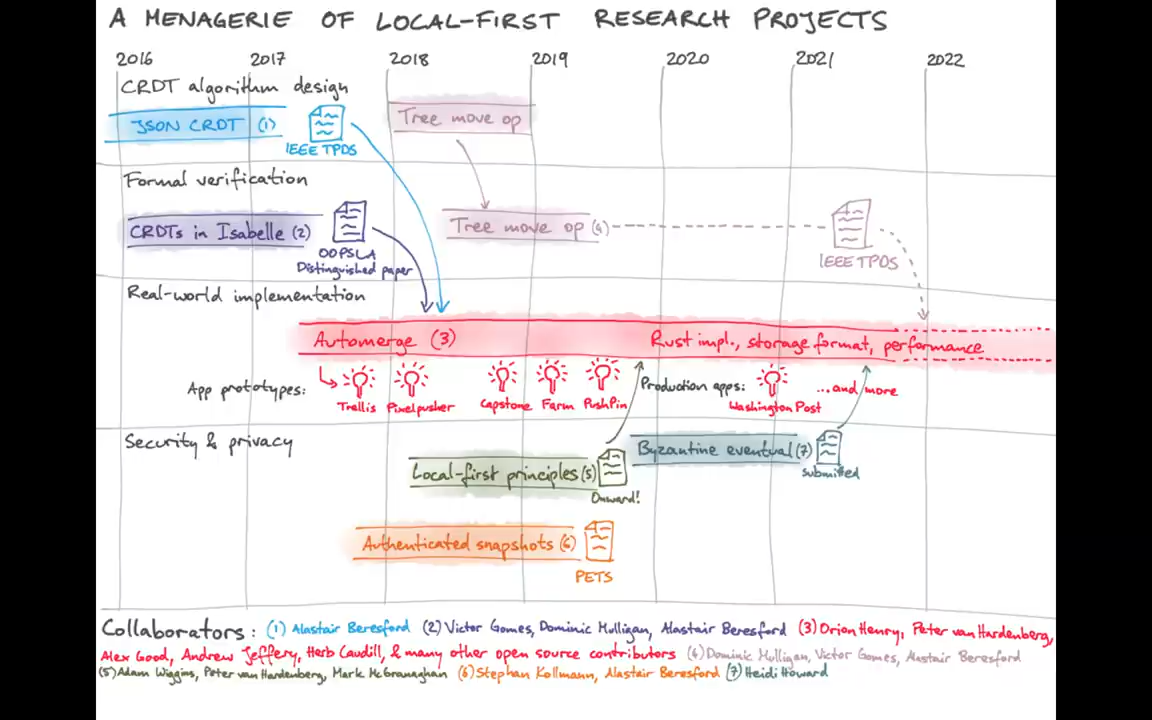 A MENAGERIE OF LOCAL-FIRST RESEARCH PROJECTS
2016 2017 2018 2019 2020 2021 2022
CRDT algorithm design
JSON CRDT (1)
IEEE TPDS
Tree move op
Formal verification
CRDTs in Isabelle (2)
OOPSLA
Distinguished paper
Tree move op (4)
IEEE TPDS
Real-world implementation
Automerge (3)
Rust impl., storage format, performance
App prototypes:
Trellis Pixelpusher Capstone Farm PushPin
Production apps:
Washington Post
...and more
Security & privacy
Local-first principles (5)
Onward!
Byzantine eventual (7)
submitted
Authenticated snapshots (6)
PETS
Collaborators: (1) Alastair Beresford (2) Victor Gomes, Dominic Mulligan, Alastair Beresford (3) Orion Henry, Peter van Hardenberg,
Alex Good, Andrew Jeffery, Herb Caudill, & many other open source contributors (4) Dominic Mulligan, Victor Gomes, Alastair Beresford
(5) Adam Wiggins, Peter van Hardenberg, Mark McGranaghan (6) Stephan Kollmann, Alastair Beresford (7) Heidi Howard